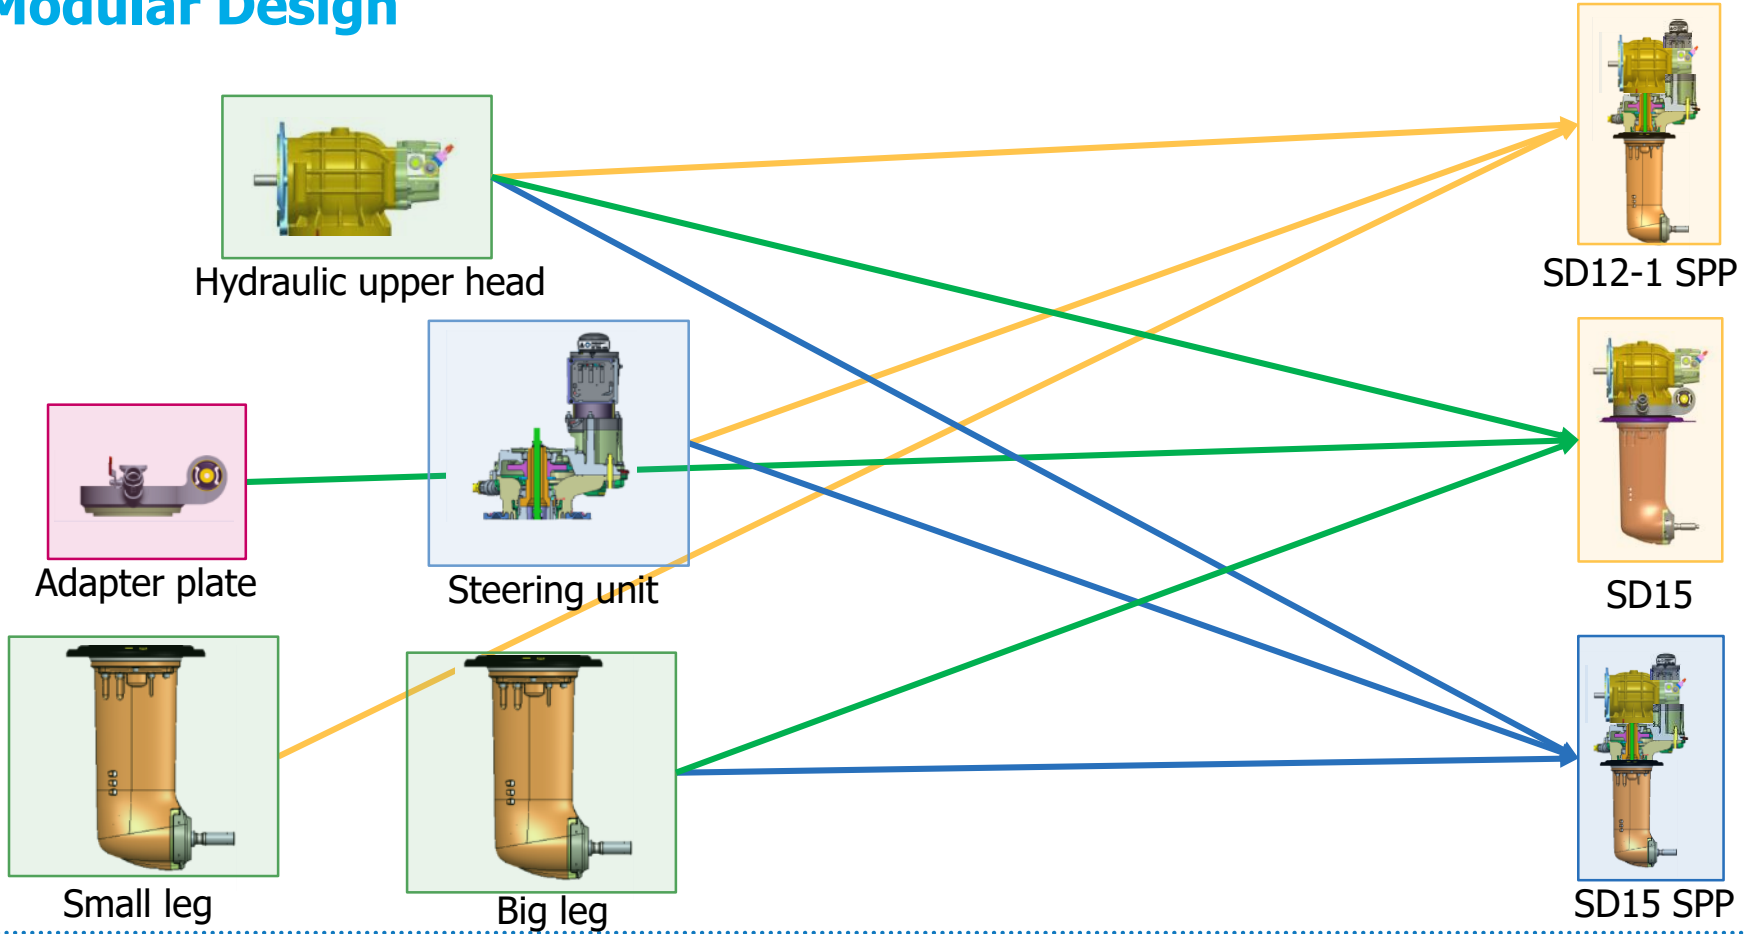 Modular Design
Hydraulic upper head
SD12-1 SPP
Adapter plate
Steering unit
SD15
Small leg
Big leg
SD15 SPP